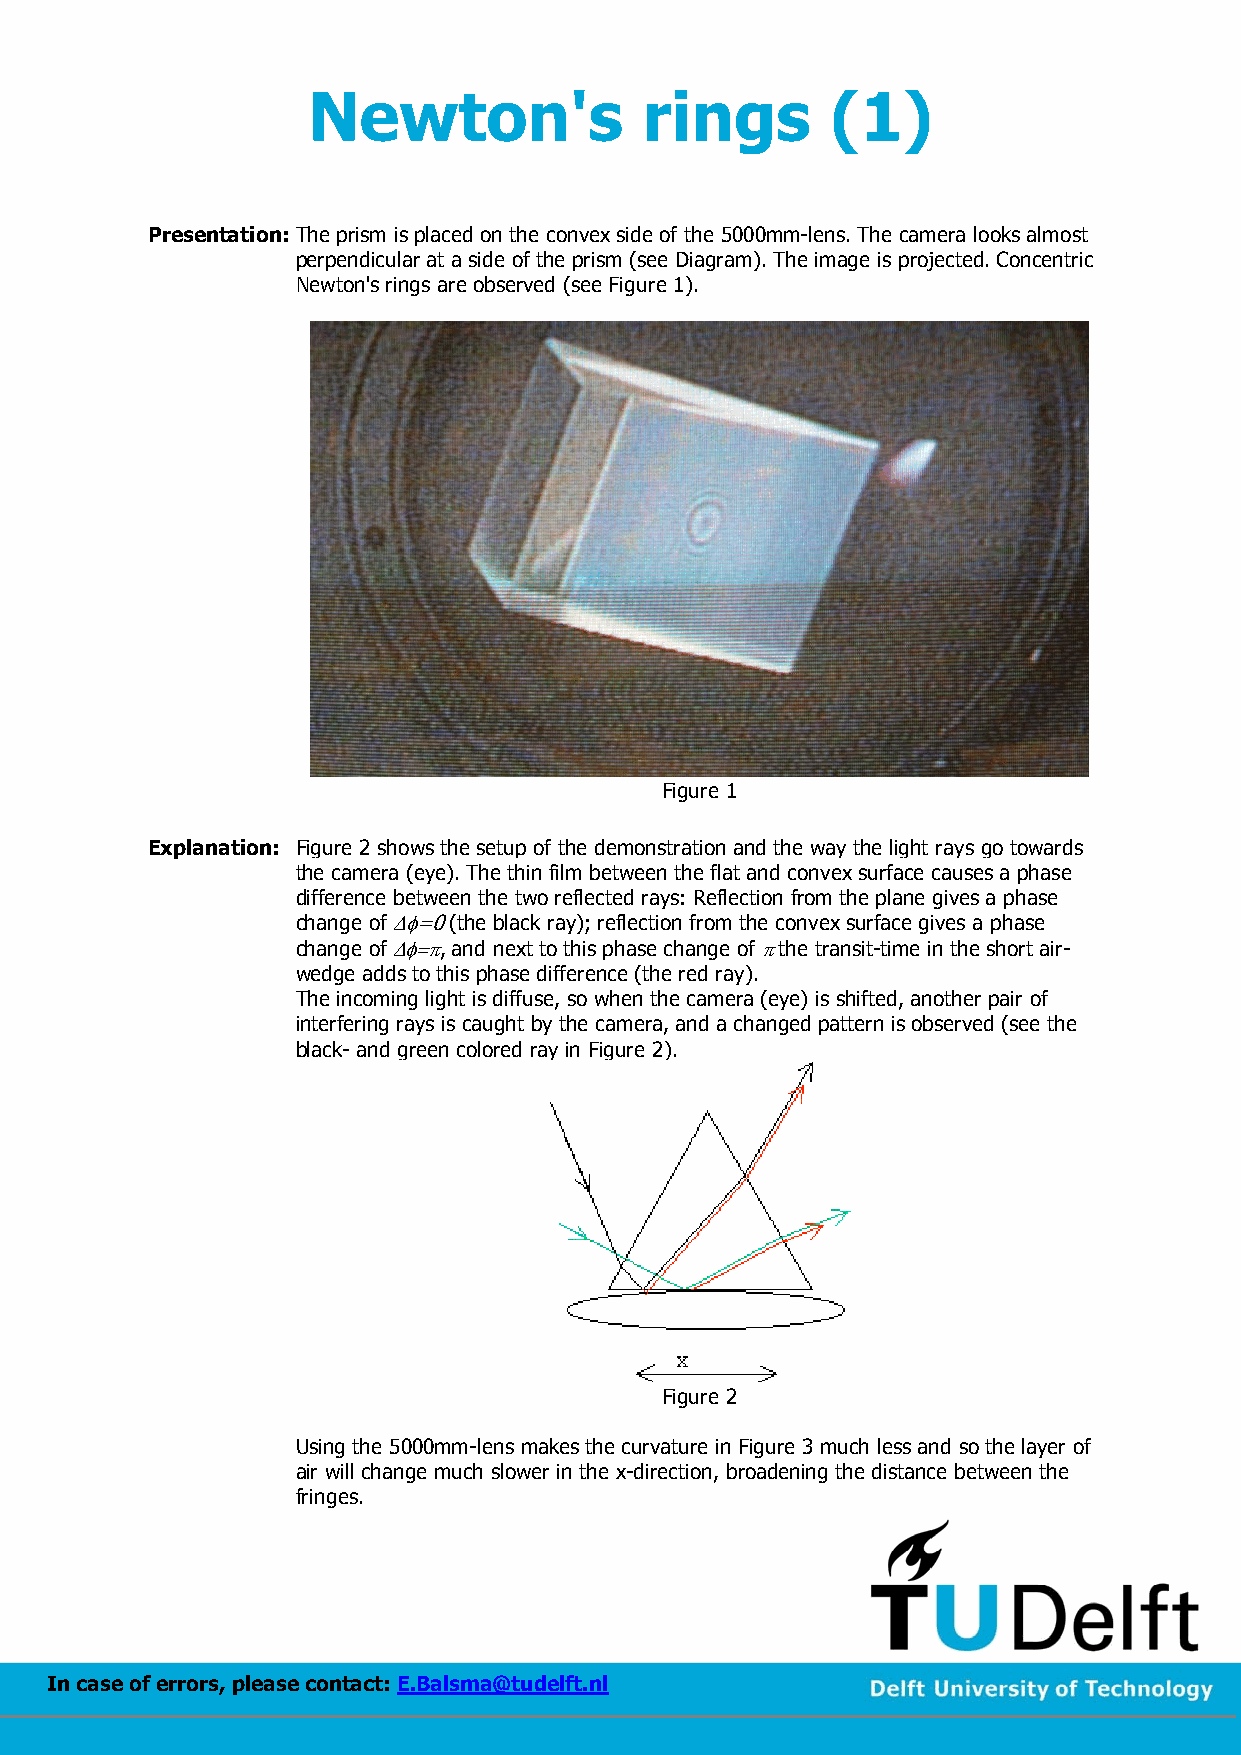 Newton's rings (1)
Presentation: The prism is placed on the convex side of the 5000mm-lens. The camera looks almost
perpendicular at a side of the prism (see Diagram). The image is projected. Concentric
Newton's rings are observed (see Figure 1).
Figure 1
Explanation: Figure 2 shows the setup of the demonstration and the way the light rays go towards
the camera (eye). The thin film between the flat and convex surface causes a phase
difference between the two reflected rays: Reflection from the plane gives a phase
change of Δϕ=0 (the black ray); reflection from the convex surface gives a phase
change of Δϕ=π, and next to this phase change of π the transit-time in the short air-
wedge adds to this phase difference (the red ray).
The incoming light is diffuse, so when the camera (eye) is shifted, another pair of
interfering rays is caught by the camera, and a changed pattern is observed (see the
black- and green colored ray in Figure 2).
x
Figure 2
Using the 5000mm-lens makes the curvature in Figure 3 much less and so the layer of
air will change much slower in the x-direction, broadening the distance between the
fringes.
TUDelft
In case of errors, please contact: E.Balsma@tudelft.nl
Delft University of Technology